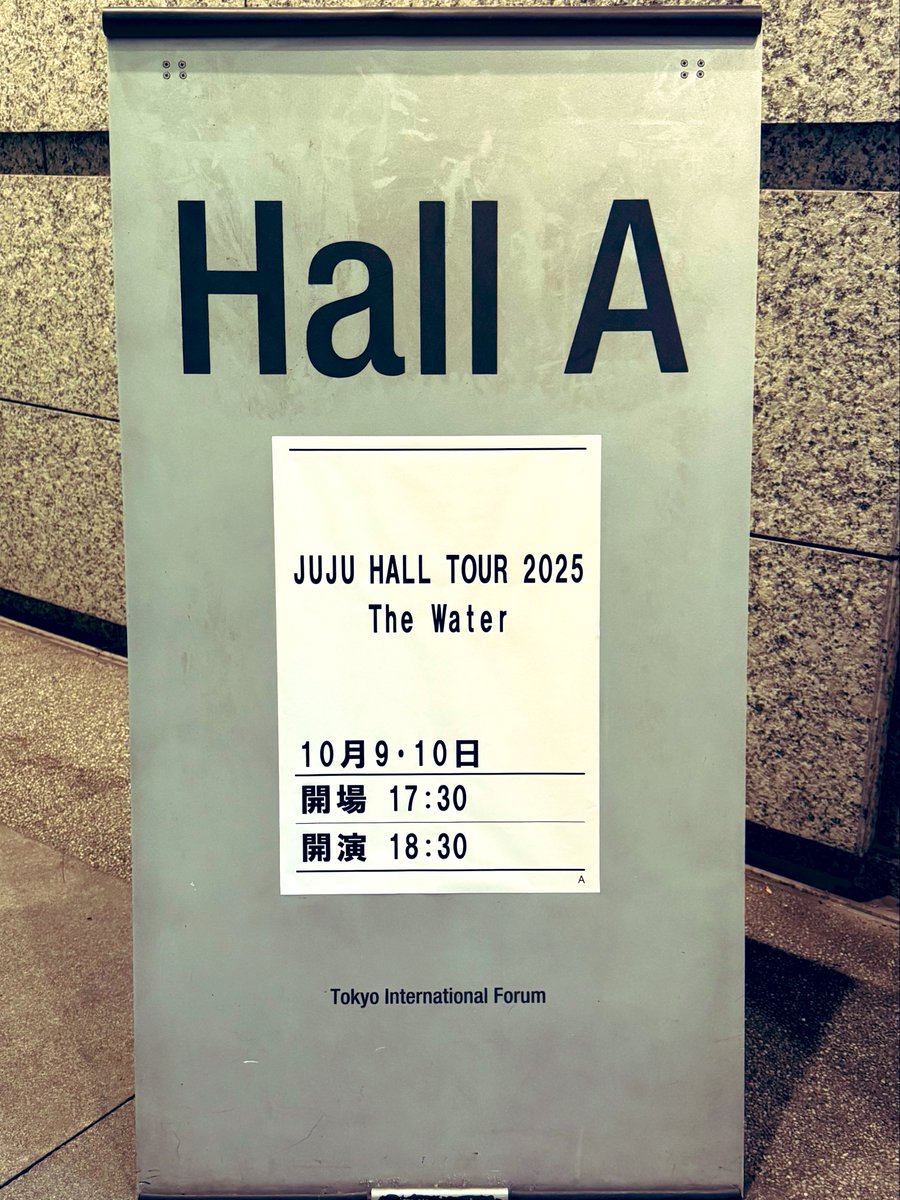 Hall A
JUJU HALL TOUR 2025
The Water
10月9・10日
開場 17:30
開演 18:30
A
Tokyo International Forum